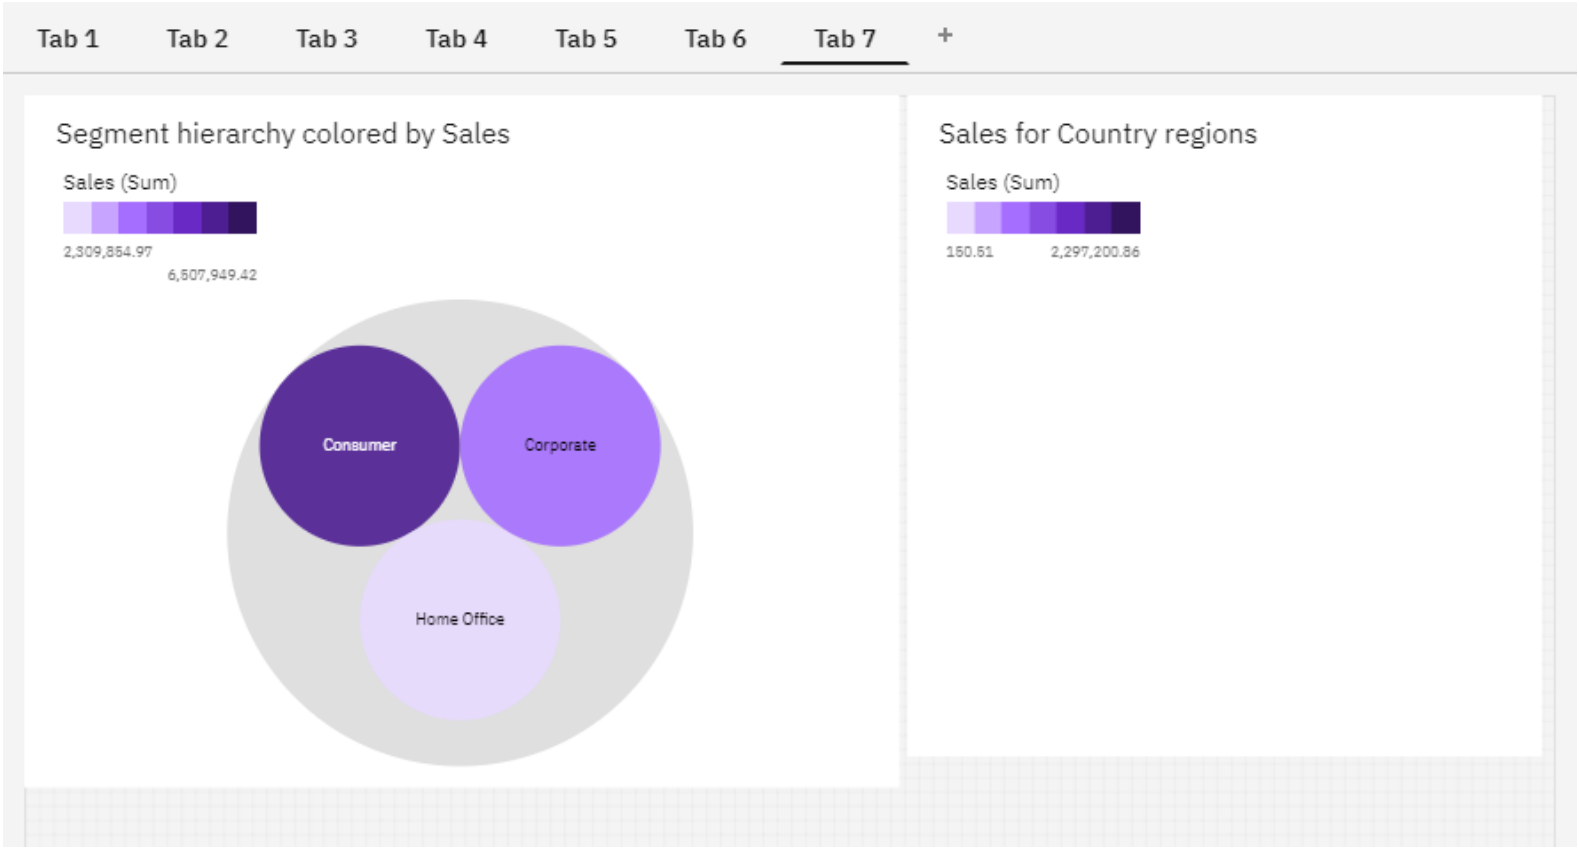 Tab 1 Tab 2 Tab 3 Tab 4 Tab 5 Tab 6 Tab 7 +
Segment hierarchy colored by Sales
Sales (Sum)
2,309,854.97
6,507,949.42
Consumer
Corporate
Home Office
Sales for Country regions
Sales (Sum)
150.51 2,297,200.86